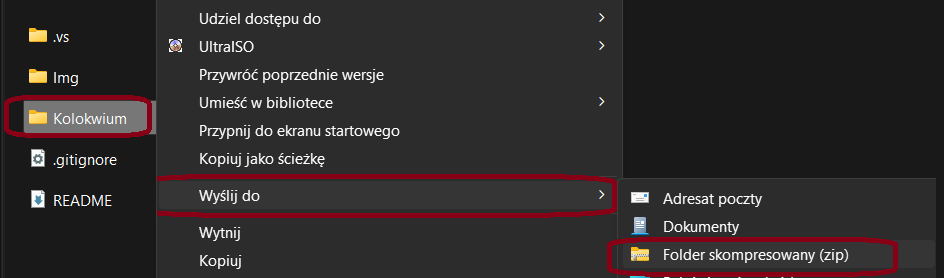 .vs
Img
Kolokwium
.gitignore
README
Udziel dostępu do
UltraISO
Przywróć poprzednie wersje
Umieść w bibliotece
Przypnij do ekranu startowego
Kopiuj jako ścieżkę
Wyślij do
Wytnij
Kopiuj
Adresat poczty
Dokumenty
Folder skompresowany (zip)